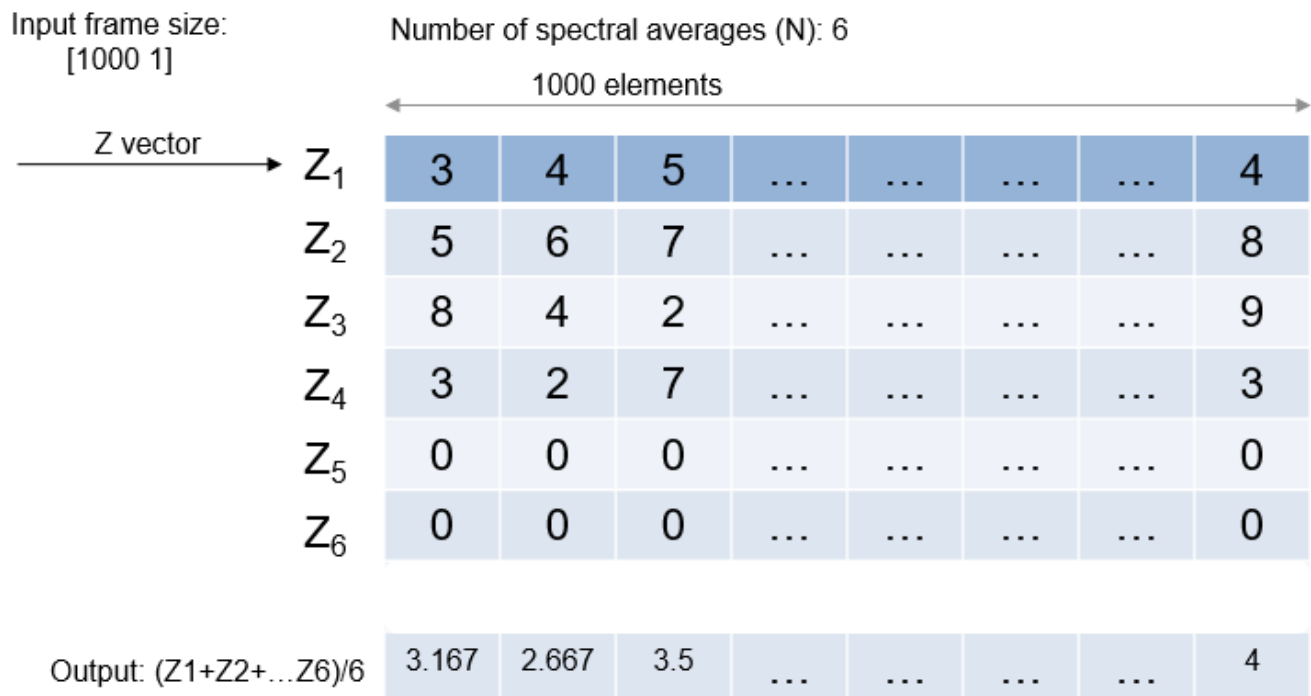 Input frame size:
[1000 1]
Number of spectral averages (N): 6
1000 elements
Z vector
Z₁ 3 4 5 ... ... ... ... 4
Z₂ 5 6 7 ... ... ... ... 8
Z₃ 8 4 2 ... ... ... ... 9
Z₄ 3 2 7 ... ... ... ... 3
Z₅ 0 0 0 ... ... ... ... 0
Z₆ 0 0 0 ... ... ... ... 0
Output: (Z1+Z2+...Z6)/6 3.167 2.667 3.5 ... ... ... ... 4